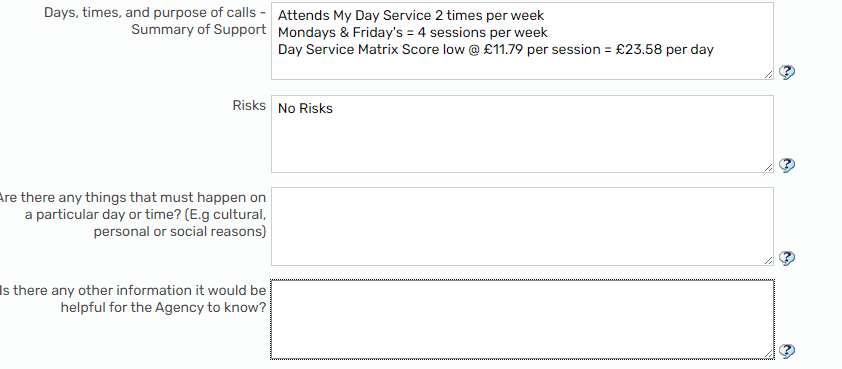 Days, times, and purpose of calls -
Summary of Support
Attends My Day Service 2 times per week
Mondays & Friday's = 4 sessions per week
Day Service Matrix Score low @ £11.79 per session = £23.58 per day
Risks
No Risks
Are there any things that must happen on
a particular day or time? (E.g cultural,
personal or social reasons)
Is there any other information it would be
helpful for the Agency to know?